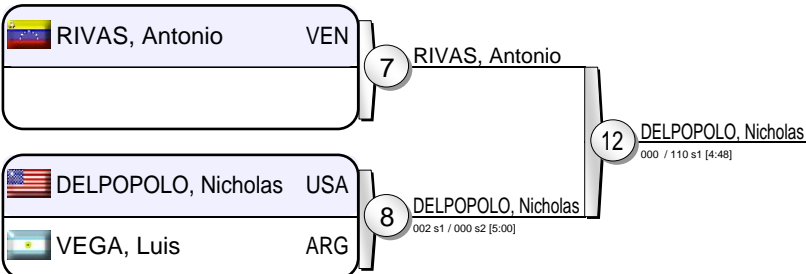 RIVAS, Antonio VEN
7
RIVAS, Antonio
12
DELPOPOLO, Nicholas
000 / 110 s1 [4:48]
DELPOPOLO, Nicholas USA
8
DELPOPOLO, Nicholas
002 s1 / 000 s2 [5:00]
VEGA, Luis ARG